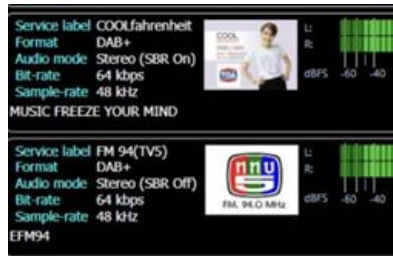 Service label COOLfahrenheit
Format DAB+
Audio mode Stereo (SBR On)
Bit-rate 64 kbps
Sample-rate 48 kHz
MUSIC FREEZE YOUR MIND
COOL
L:
R:
dBFS -60 -40
Service label FM 94(TV5)
Format DAB+
Audio mode Stereo (SBR Off)
Bit-rate 64 kbps
Sample-rate 48 kHz
EFM94
FM. 94.0 MHz
L:
R:
dBFS -60 -40